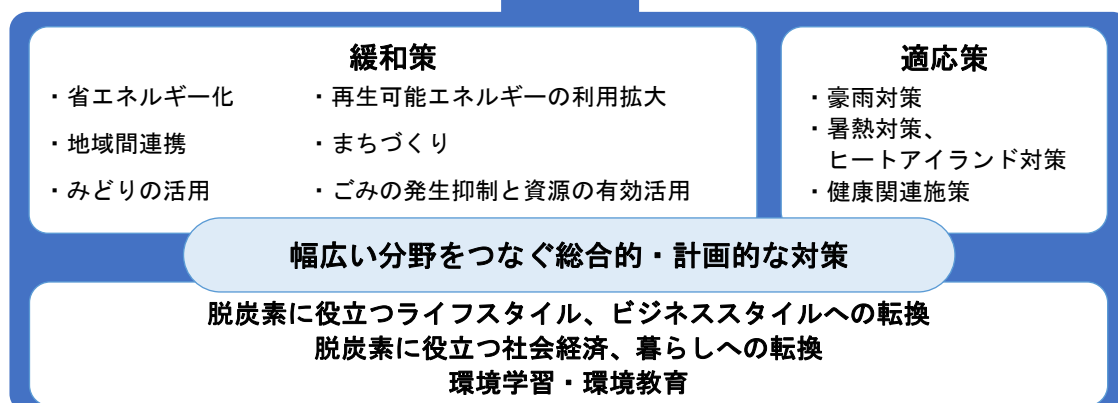 緩和策
・省エネルギー化
・再生可能エネルギーの利用拡大
・地域間連携
・まちづくり
・みどりの活用
・ごみの発生抑制と資源の有効活用
適応策
・豪雨対策
・暑熱対策、
ヒートアイランド対策
・健康関連施策
幅広い分野をつなぐ総合的・計画的な対策
脱炭素に役立つライフスタイル、ビジネススタイルへの転換
脱炭素に役立つ社会経済、暮らしへの転換
環境学習・環境教育